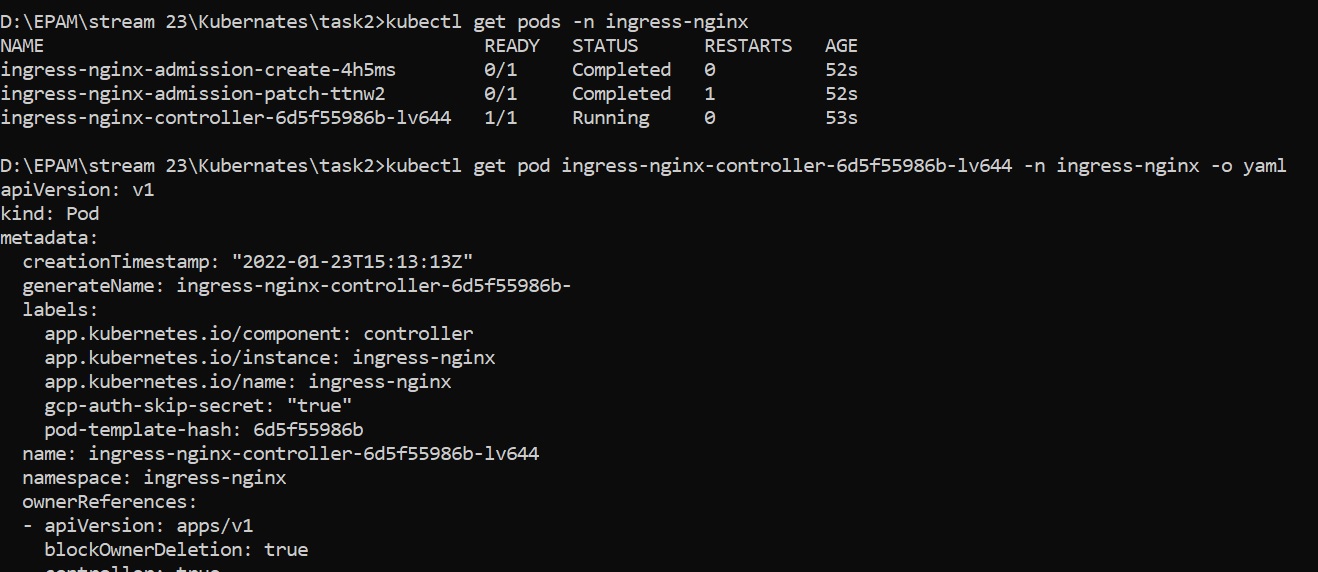 D:\EPAM\stream 23\Kubernates\task2>kubectl get pods -n ingress-nginx
NAME READY STATUS RESTARTS AGE
ingress-nginx-admission-create-4h5ms 0/1 Completed 0 52s
ingress-nginx-admission-patch-ttnw2 0/1 Completed 1 52s
ingress-nginx-controller-6d5f55986b-lv644 1/1 Running 0 53s

D:\EPAM\stream 23\Kubernates\task2>kubectl get pod ingress-nginx-controller-6d5f55986b-lv644 -n ingress-nginx -o yaml
apiVersion: v1
kind: Pod
metadata:
  creationTimestamp: "2022-01-23T15:13:13Z"
  generateName: ingress-nginx-controller-6d5f55986b-
  labels:
    app.kubernetes.io/component: controller
    app.kubernetes.io/instance: ingress-nginx
    app.kubernetes.io/name: ingress-nginx
    gcp-auth-skip-secret: "true"
    pod-template-hash: 6d5f55986b
  name: ingress-nginx-controller-6d5f55986b-lv644
  namespace: ingress-nginx
  ownerReferences:
  - apiVersion: apps/v1
    blockOwnerDeletion: true
    controller: true